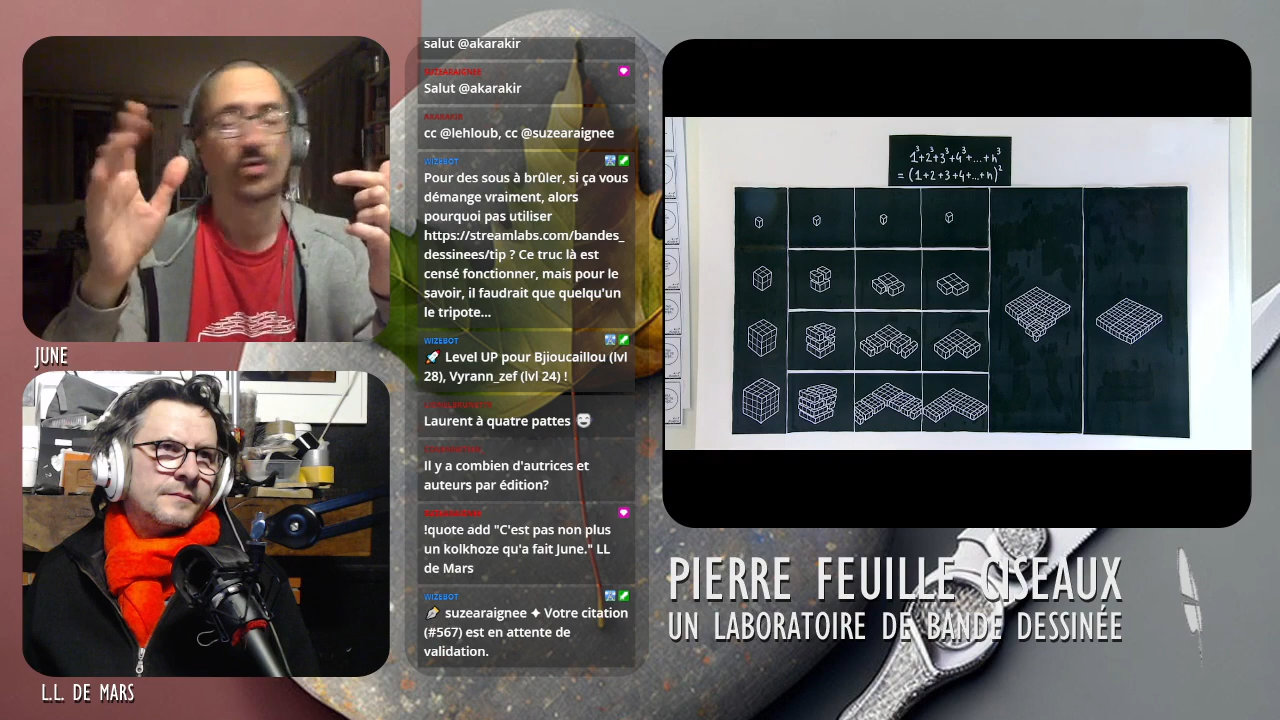 JUNE
L.L. DE MARS
salut @akarakir
SUZEARAIGNEE
Salut @akarakir
AKARAKIR
cc @lehloub, cc @suzearaignee
WIZEBOT
Pour des sous à brûler, si ça vous
démange vraiment, alors
pourquoi pas utiliser
https://streamlabs.com/bandes_
dessinees/tip ? Ce truc là est
censé fonctionner, mais pour le
savoir, il faudrait que quelqu'un
le tripote...
WIZEBOT
🚀 Level UP pour Bjioucaillou (lvl
28), Vyrann_zef (lvl 24) !
Laurent à quatre pattes
Il y a combien d'autrices et
auteurs par édition?
!quote add "C'est pas non plus
un kolkhoze qu'a fait June." LL
de Mars
WIZEBOT
suzearaignee ✦ Votre citation
(#567) est en attente de
validation.
1³+2³+3³+4³+...+n³
= (1+2+3+4+...+n)²
PIERRE FEUILLE CISEAUX
UN LABORATOIRE DE BANDE DESSINÉE